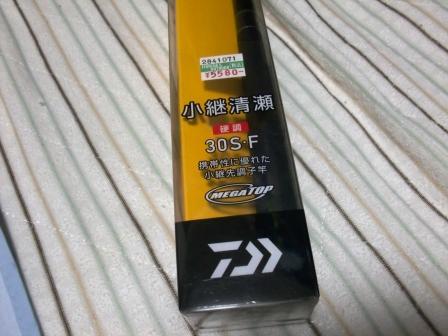 2841071
¥5580-
小継清瀬
硬調
30S·F
携帯性に優れた
小継先調子竿
MEGATOP